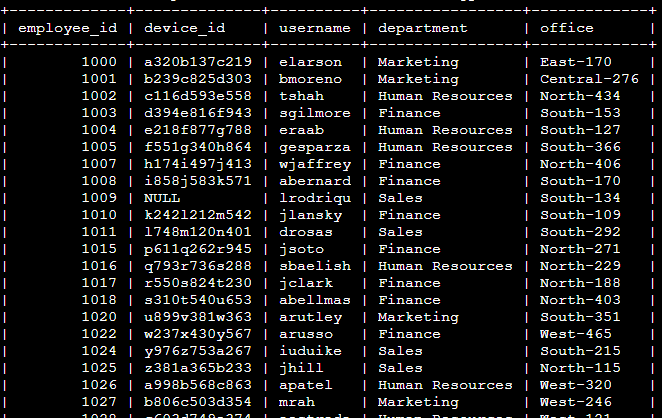 | employee_id | device_id | username | department | office |
| 1000 | a320b137c219 | elarson | Marketing | East-170 |
| 1001 | b239c825d303 | bmoreno | Marketing | Central-276 |
| 1002 | c116d593e558 | tshah | Human Resources | North-434 |
| 1003 | d394e816f943 | sgilmore | Finance | South-153 |
| 1004 | e218f877g788 | eraab | Human Resources | South-127 |
| 1005 | f551g340h864 | gesparza | Human Resources | South-366 |
| 1007 | h174i497j413 | wjaffrey | Finance | North-406 |
| 1008 | i858j583k571 | abernard | Finance | South-170 |
| 1009 | NULL | lrodriqu | Sales | South-134 |
| 1010 | k242l212m542 | jlansky | Finance | South-109 |
| 1011 | l748m120n401 | drosas | Sales | South-292 |
| 1015 | p611q262r945 | jsoto | Finance | North-271 |
| 1016 | q793r736s288 | sbaelish | Human Resources | North-229 |
| 1017 | r550s824t230 | jclark | Finance | North-188 |
| 1018 | s310t540u653 | abellmas | Finance | North-403 |
| 1020 | u899v381w363 | arutley | Marketing | South-351 |
| 1022 | w237x430y567 | arusso | Finance | West-465 |
| 1024 | y976z753a267 | iuduike | Sales | South-215 |
| 1025 | z381a365b233 | jhill | Sales | North-115 |
| 1026 | a998b568c863 | apatel | Human Resources | West-320 |
| 1027 | b806c503d354 | mrah | Marketing | West-246 |